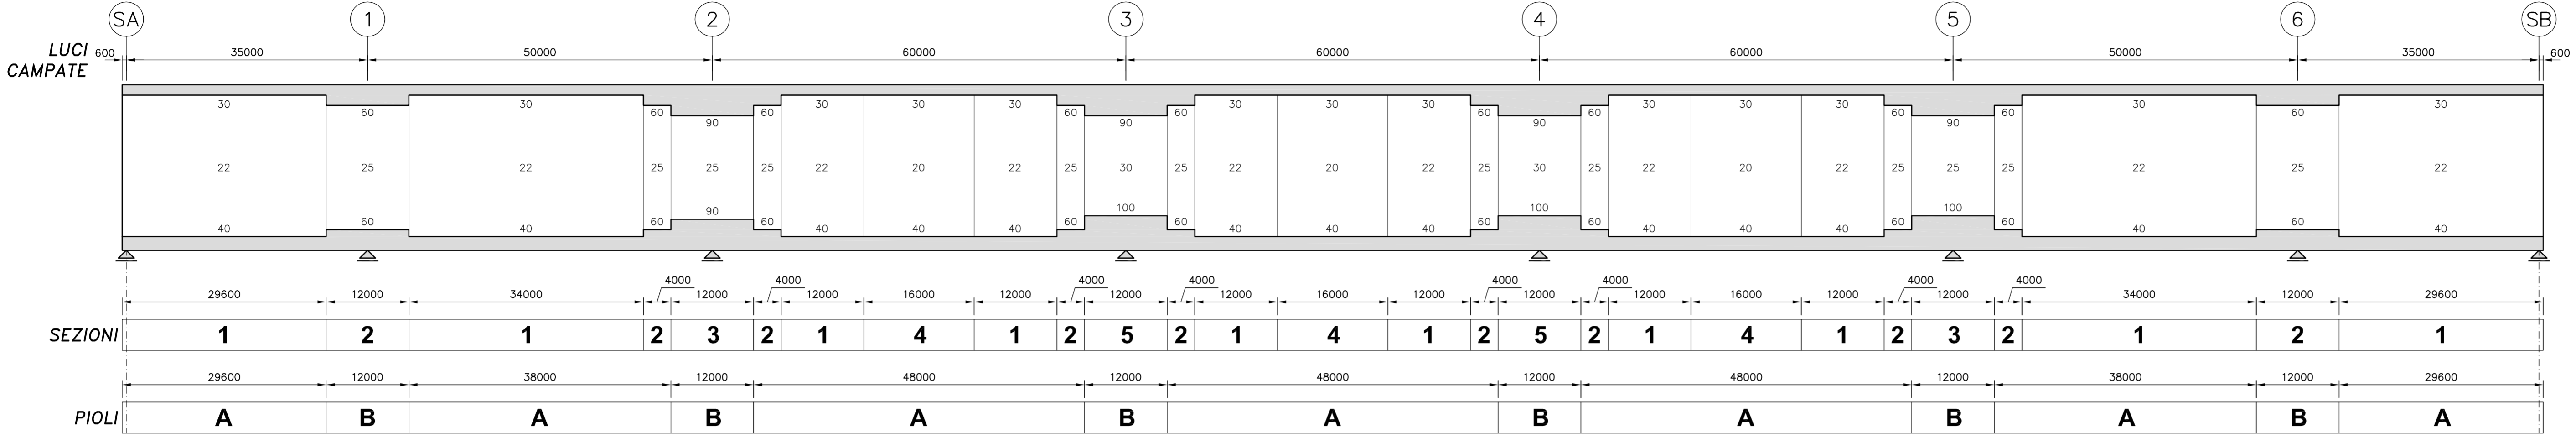 SA 1 2 3 4 5 6 SB
LUCI CAMPATE
600 35000 50000 60000 60000 60000 50000 35000 600
30 60 30 60 90 60 30 30 30 60 90 60 30 30 30 60 90 60 30 30 30 60 90 60 30 60 30
22 25 22 25 25 25 22 20 22 25 30 25 22 20 22 25 30 25 22 20 22 25 25 25 22 25 22
40 60 40 60 90 60 40 40 40 60 100 60 40 40 40 60 100 60 40 40 40 60 100 60 40 60 40
4000 4000 4000 4000 4000 4000 4000 4000
29600 12000 34000 12000 12000 16000 12000 12000 12000 16000 12000 12000 12000 16000 12000 12000 34000 12000 29600
SEZIONI 1 2 1 2 3 2 1 4 1 2 5 2 1 4 1 2 5 2 1 4 1 2 3 2 1 2 1
29600 12000 38000 12000 48000 12000 48000 12000 48000 12000 38000 12000 29600
PIOLI A B A B A B A B A B A B A